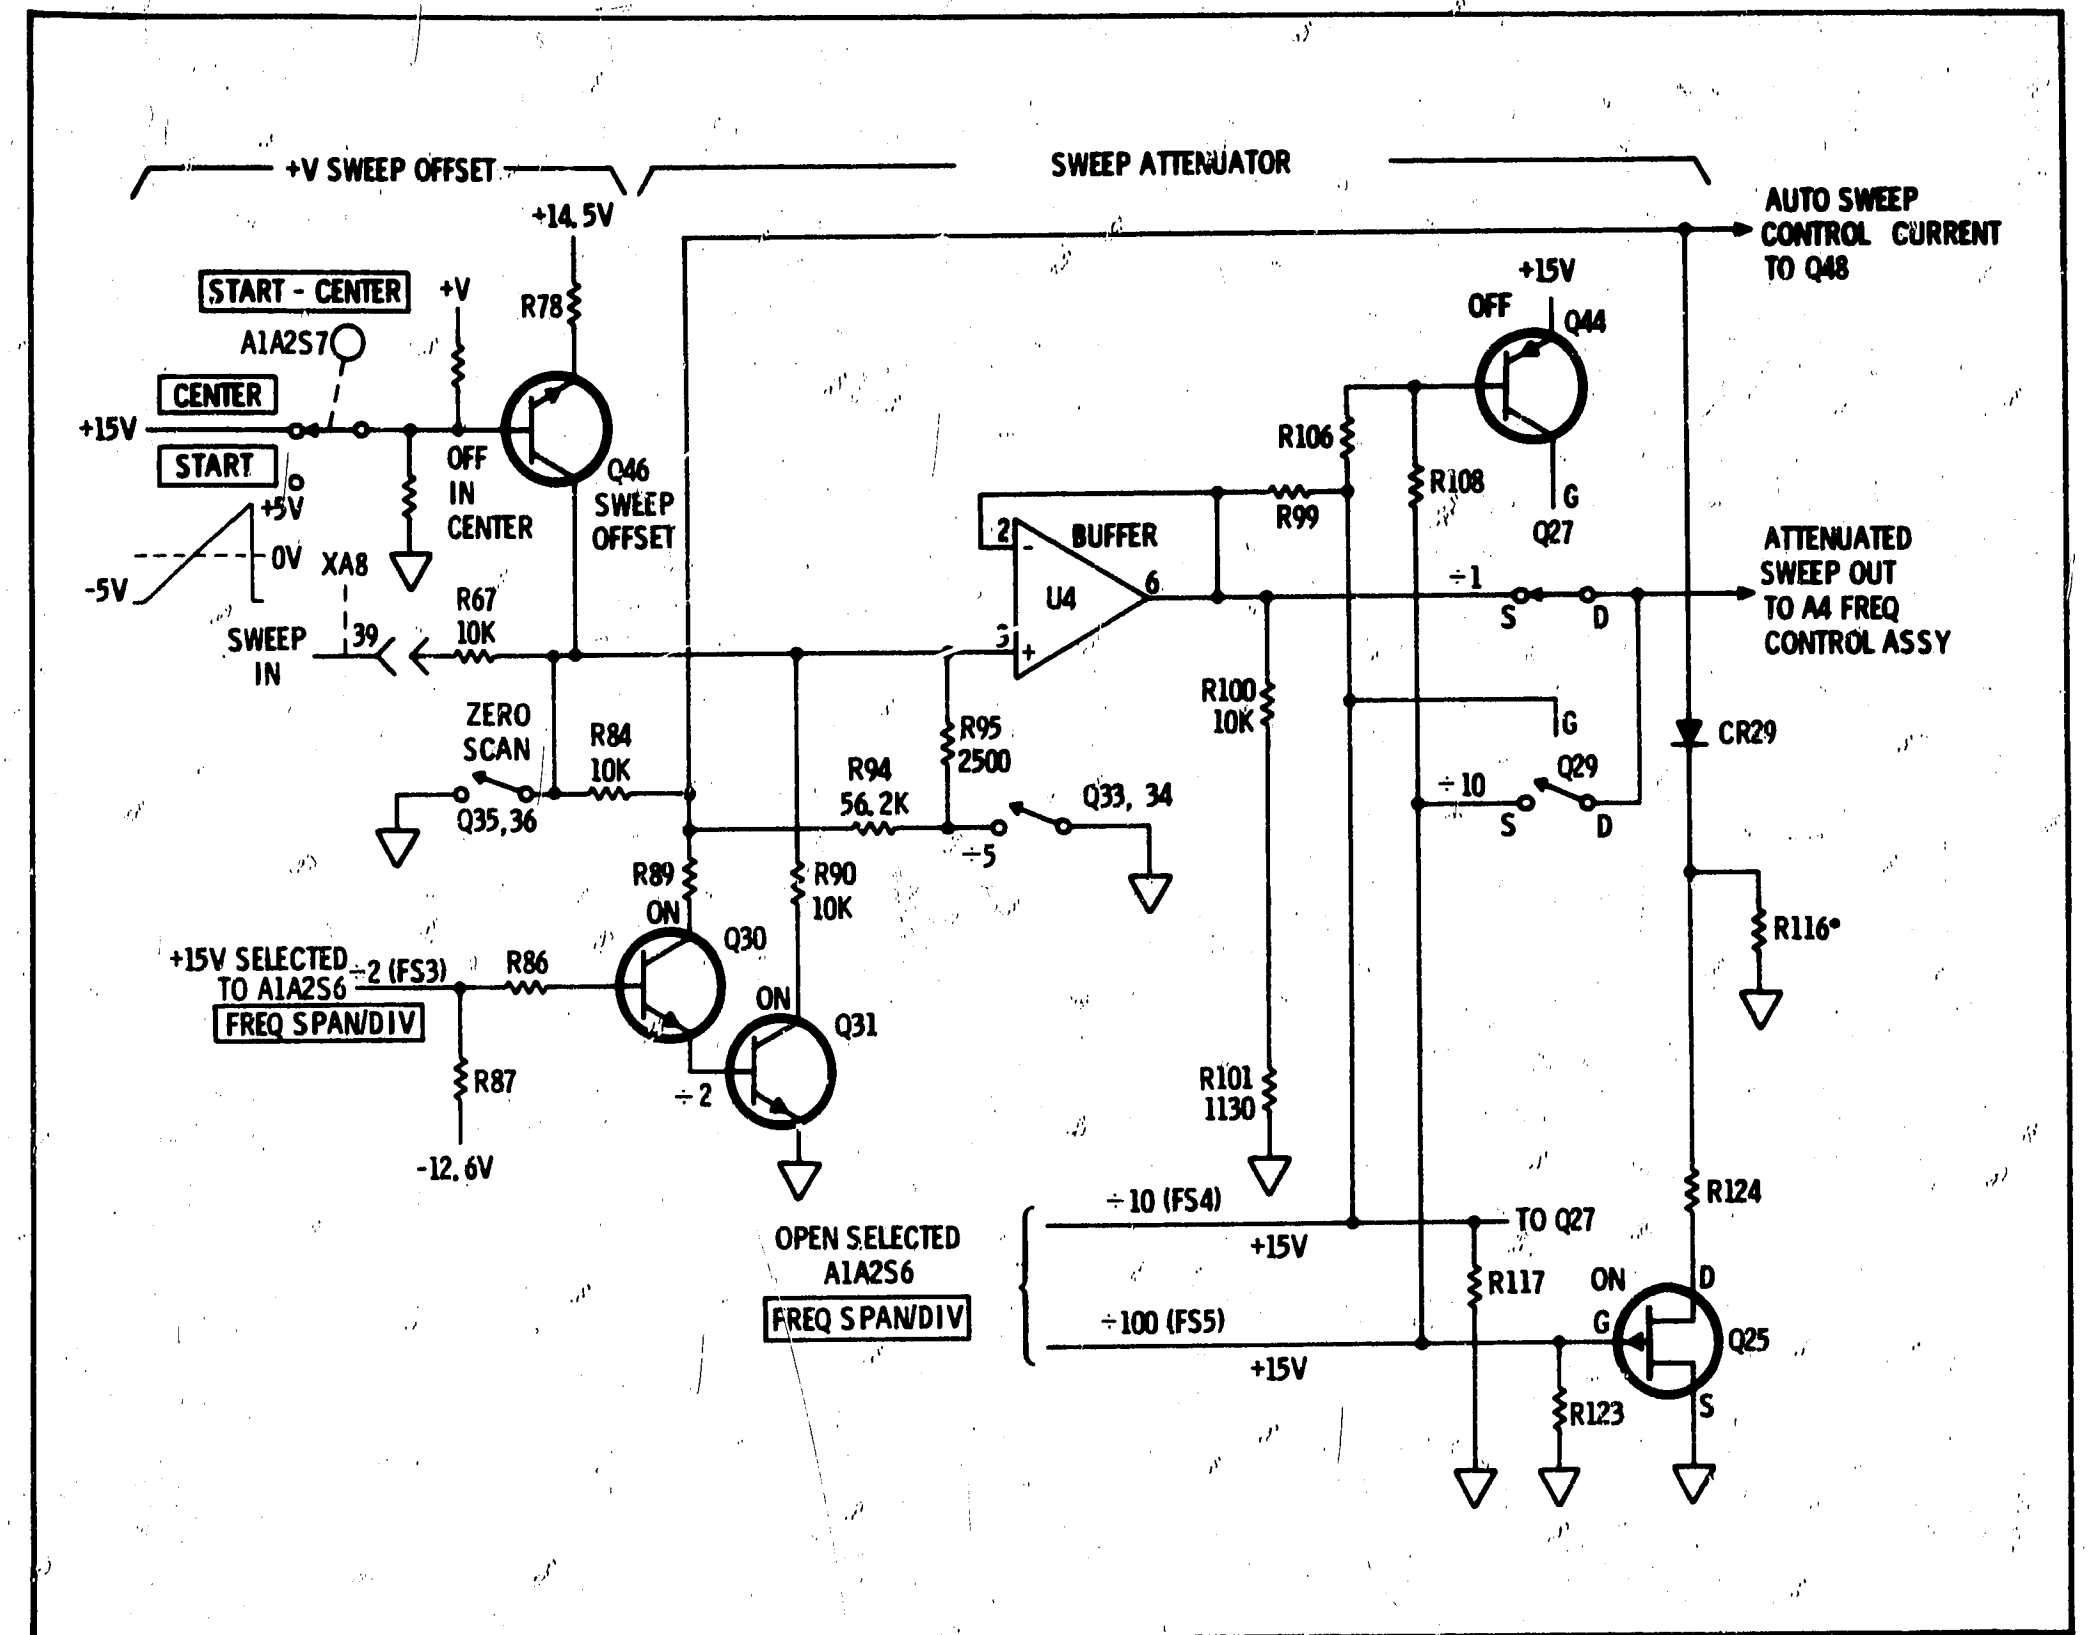 +V SWEEP OFFSET
SWEEP ATTENUATOR
+14.5V
AUTO SWEEP
CONTROL CURRENT
TO Q48
START - CENTER
+V
R78
+15V
OFF
Q44
A1A2S7
CENTER
+15V
START
OFF
IN
CENTER
Q46
SWEEP
OFFSET
R106
R108
G
Q27
+5V
0V
-5V
XA8
R99
2
-
BUFFER
U4
6
3
+
÷1
S
D
ATTENUATED
SWEEP OUT
TO A4 FREQ
CONTROL ASSY
SWEEP
IN
39
R67
10K
ZERO
SCAN
R84
10K
Q35,36
R94
56.2K
R95
2500
Q33, 34
÷5
R100
10K
G
Q29
÷10
S
D
CR29
R89
ON
Q30
R90
10K
R116*
+15V SELECTED
TO A1A2S6
FREQ SPAN/DIV
÷2 (FS3)
R86
R87
-12.6V
ON
Q31
÷2
R101
1130
R124
OPEN SELECTED
A1A2S6
FREQ SPAN/DIV
÷10 (FS4)
+15V
TO Q27
R117
÷100 (FS5)
+15V
R123
ON
D
G
Q25
S